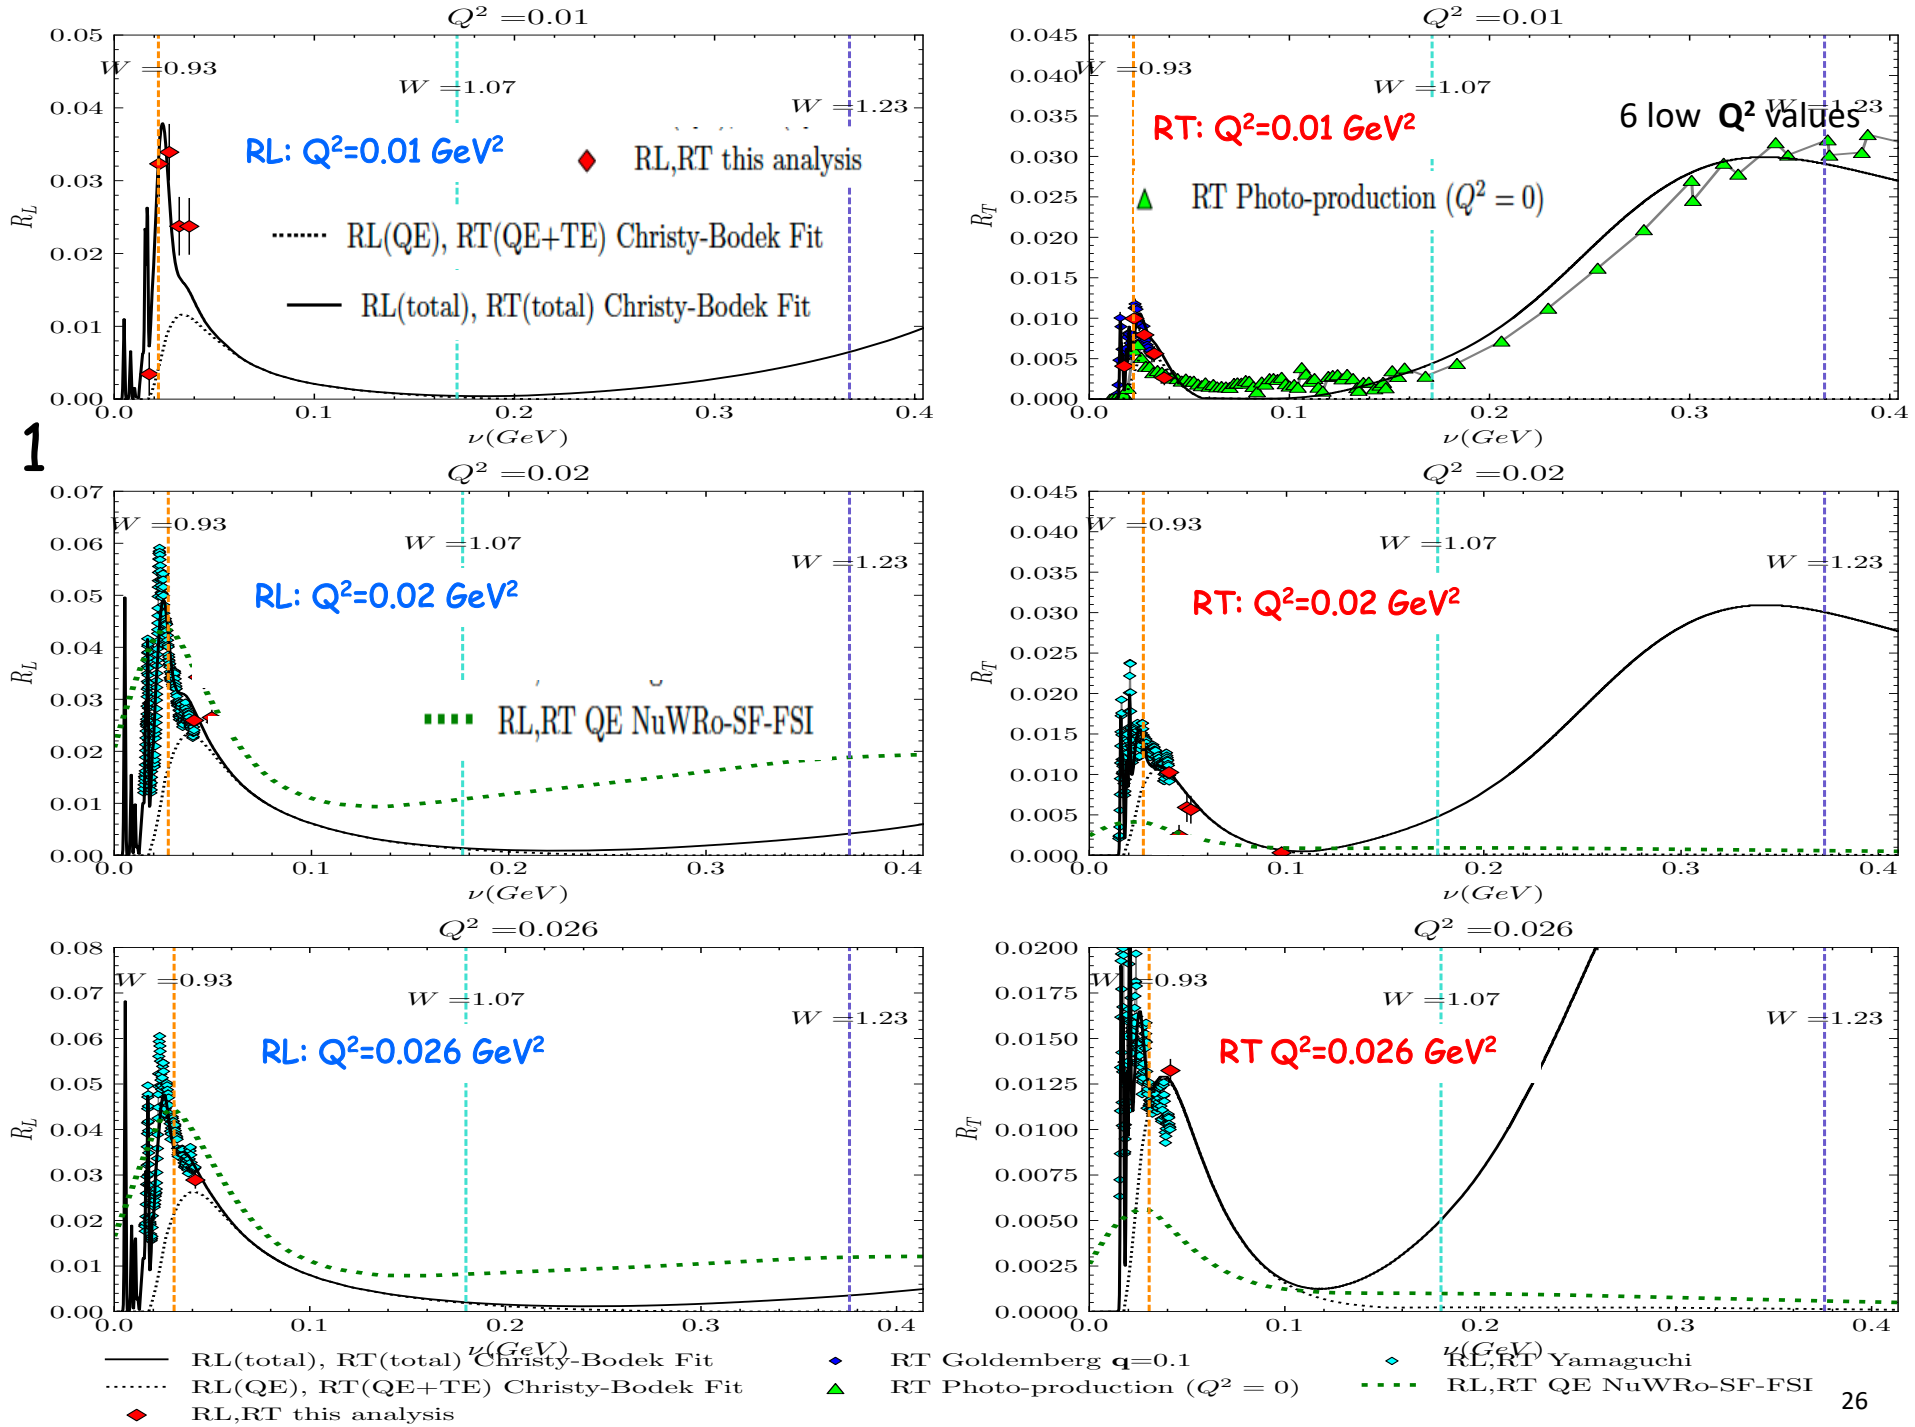 Q² =0.01
0.05
0.04
0.03
0.02
0.01
0.00
R_L
W =0.93
W =1.07
W =1.23
RL: Q²=0.01 GeV²
RL,RT this analysis
RL(QE), RT(QE+TE) Christy-Bodek Fit
RL(total), RT(total) Christy-Bodek Fit
0.0 0.1 0.2 0.3 0.4
ν(GeV)
Q² =0.01
0.045
0.040
0.035
0.030
0.025
0.020
0.015
0.010
0.005
0.000
R_T
W =0.93
W =1.07
W =1.23
6 low Q² values
RT: Q²=0.01 GeV²
RT Photo-production (Q² = 0)
0.0 0.1 0.2 0.3 0.4
ν(GeV)
1
Q² =0.02
0.07
0.06
0.05
0.04
0.03
0.02
0.01
0.00
R_L
W =0.93
W =1.07
W =1.23
RL: Q²=0.02 GeV²
RL,RT QE NuWRo-SF-FSI
0.0 0.1 0.2 0.3 0.4
ν(GeV)
Q² =0.02
0.045
0.040
0.035
0.030
0.025
0.020
0.015
0.010
0.005
0.000
R_T
W =0.93
W =1.07
W =1.23
RT: Q²=0.02 GeV²
0.0 0.1 0.2 0.3 0.4
ν(GeV)
Q² =0.026
0.08
0.07
0.06
0.05
0.04
0.03
0.02
0.01
0.00
R_L
W =0.93
W =1.07
W =1.23
RL: Q²=0.026 GeV²
0.0 0.1 0.2 0.3 0.4
ν(GeV)
Q² =0.026
0.0200
0.0175
0.0150
0.0125
0.0100
0.0075
0.0050
0.0025
0.0000
R_T
W =0.93
W =1.07
W =1.23
RT Q²=0.026 GeV²
0.0 0.1 0.2 0.3 0.4
ν(GeV)
RL(total), RT(total) Christy-Bodek Fit
RL(QE), RT(QE+TE) Christy-Bodek Fit
RL,RT this analysis
RT Goldemberg q=0.1
RT Photo-production (Q² = 0)
RL,RT Yamaguchi
RL,RT QE NuWRo-SF-FSI
26